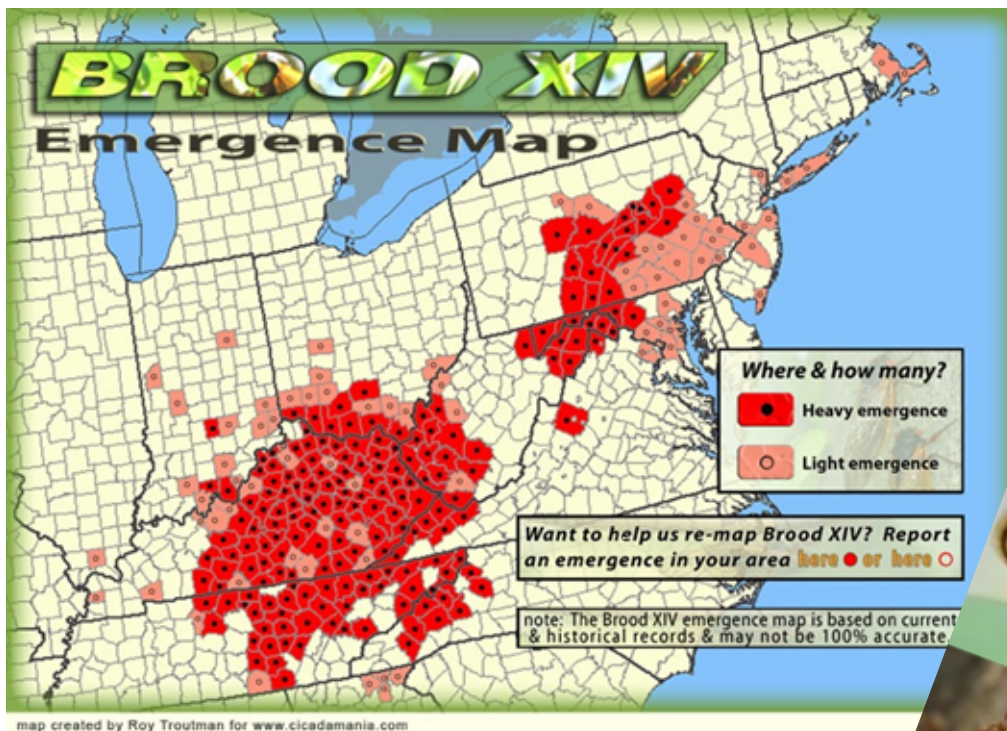 BROOD XIV
Emergence Map
Where & how many?
Heavy emergence
Light emergence
Want to help us re-map Brood XIV? Report
an emergence in your area here or here
note: The Brood XIV emergence map is based on current
& historical records & may not be 100% accurate.
map created by Roy Troutman for www.cicadamania.com